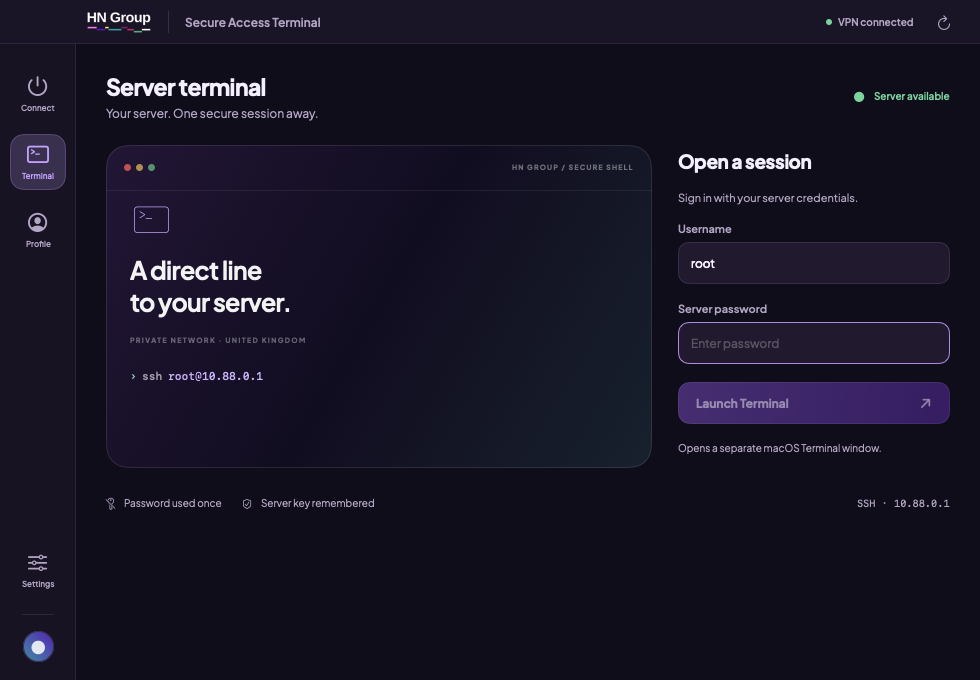 HN Group
Secure Access Terminal
VPN connected
Connect
Terminal
Profile
Settings
Server terminal
Your server. One secure session away.
Server available
HN GROUP / SECURE SHELL
>_
A direct line
to your server.
PRIVATE NETWORK · UNITED KINGDOM
› ssh root@10.88.0.1
Open a session
Sign in with your server credentials.
Username
root
Server password
Enter password
Launch Terminal
Opens a separate macOS Terminal window.
Password used once
Server key remembered
SSH · 10.88.0.1